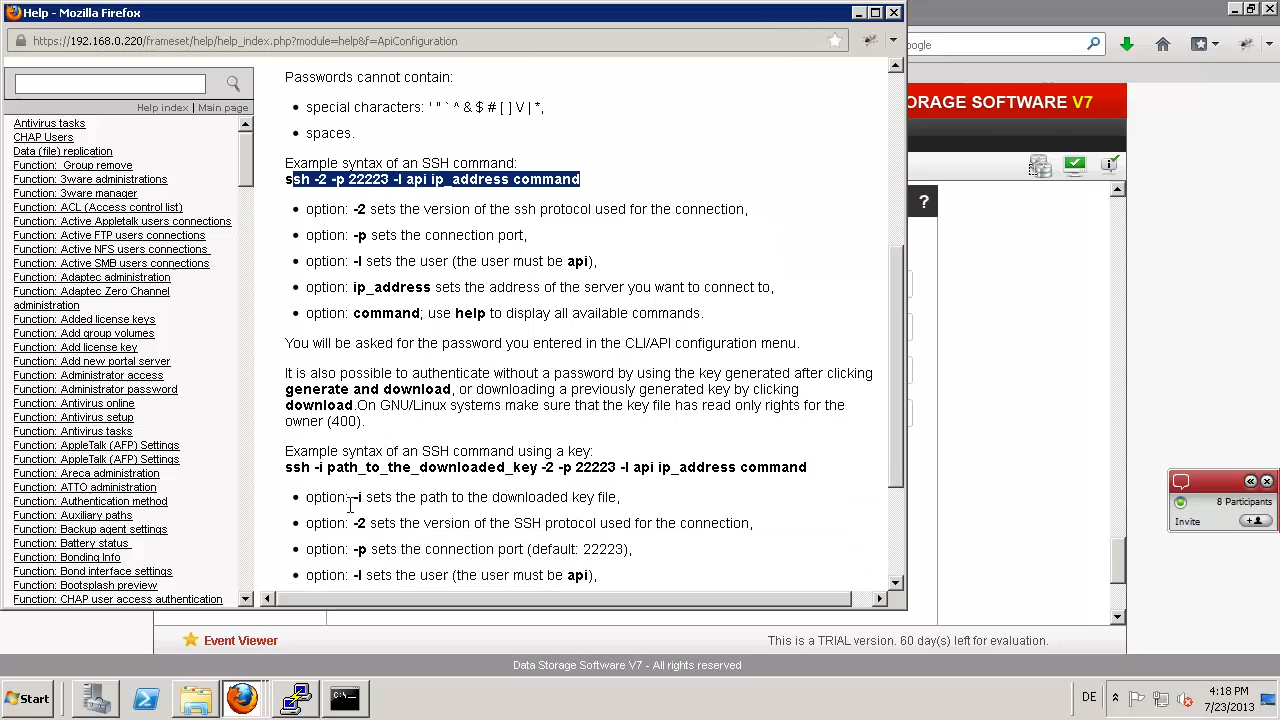 Help - Mozilla Firefox
https://192.168.0.220/frameset/help/help_index.php?module=help&f=ApiConfiguration
ogle
Help index | Main page
Antivirus tasks
CHAP Users
Data (file) replication
Function: Group remove
Function: 3ware administrations
Function: 3ware manager
Function: ACL (Access control list)
Function: Active Appletalk users connections
Function: Active FTP users connections
Function: Active NFS users connections
Function: Active SMB users connections
Function: Adaptec administration
Function: Adaptec Zero Channel
administration
Function: Added license keys
Function: Add group volumes
Function: Add license key
Function: Add new portal server
Function: Administrator access
Function: Administrator password
Function: Antivirus online
Function: Antivirus setup
Function: Antivirus tasks
Function: AppleTalk (AFP) Settings
Function: AppleTalk (AFP) Settings
Function: Areca administration
Function: ATTO administration
Function: Authentication method
Function: Auxiliary paths
Function: Backup agent settings
Function: Battery status
Function: Bonding Info
Function: Bond interface settings
Function: Bootsplash preview
Function: CHAP user access authentication
Passwords cannot contain:
• special characters: ' " ` ^ & $ # [ ] \/ | *,
• spaces.
Example syntax of an SSH command:
ssh -2 -p 22223 -l api ip_address command
• option: -2 sets the version of the ssh protocol used for the connection,
• option: -p sets the connection port,
• option: -l sets the user (the user must be api),
• option: ip_address sets the address of the server you want to connect to,
• option: command; use help to display all available commands.
You will be asked for the password you entered in the CLI/API configuration menu.
It is also possible to authenticate without a password by using the key generated after clicking
generate and download, or downloading a previously generated key by clicking
download.On GNU/Linux systems make sure that the key file has read only rights for the
owner (400).
Example syntax of an SSH command using a key:
ssh -i path_to_the_downloaded_key -2 -p 22223 -l api ip_address command
• option: -i sets the path to the downloaded key file,
• option: -2 sets the version of the SSH protocol used for the connection,
• option: -p sets the connection port (default: 22223),
• option: -l sets the user (the user must be api),
ORAGE SOFTWARE V7
?
8 Participants
Invite
Event Viewer
This is a TRIAL version. 60 day(s) left for evaluation.
Data Storage Software V7 - All rights reserved
Start
DE
4:18 PM
7/23/2013